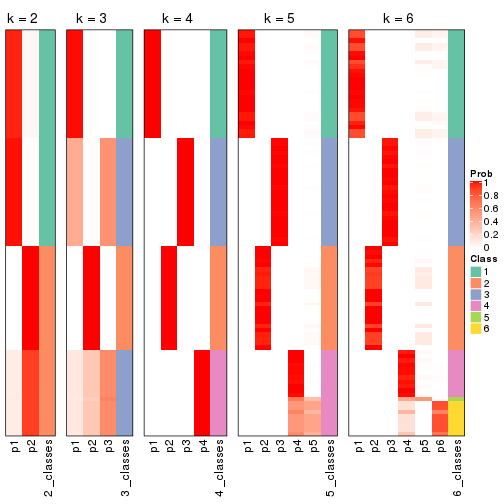 k = 2
k = 3
k = 4
k = 5
k = 6
Prob
1
0.8
0.6
0.4
0.2
0
Class
1
2
3
4
5
6
p1
p2
2_classes
p1
p2
p3
3_classes
p1
p2
p3
p4
4_classes
p1
p2
p3
p4
p5
5_classes
p1
p2
p3
p4
p5
p6
6_classes